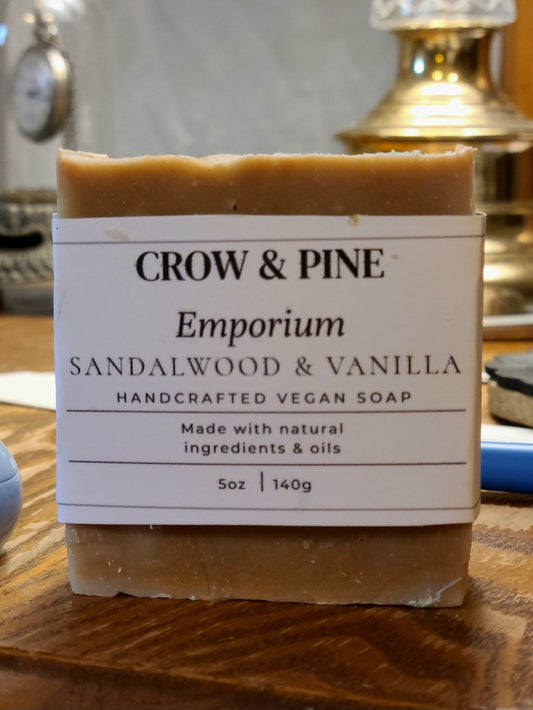 CROW & PINE
Emporium
SANDALWOOD & VANILLA
HANDCRAFTED VEGAN SOAP
Made with natural
ingredients & oils
5oz | 140g